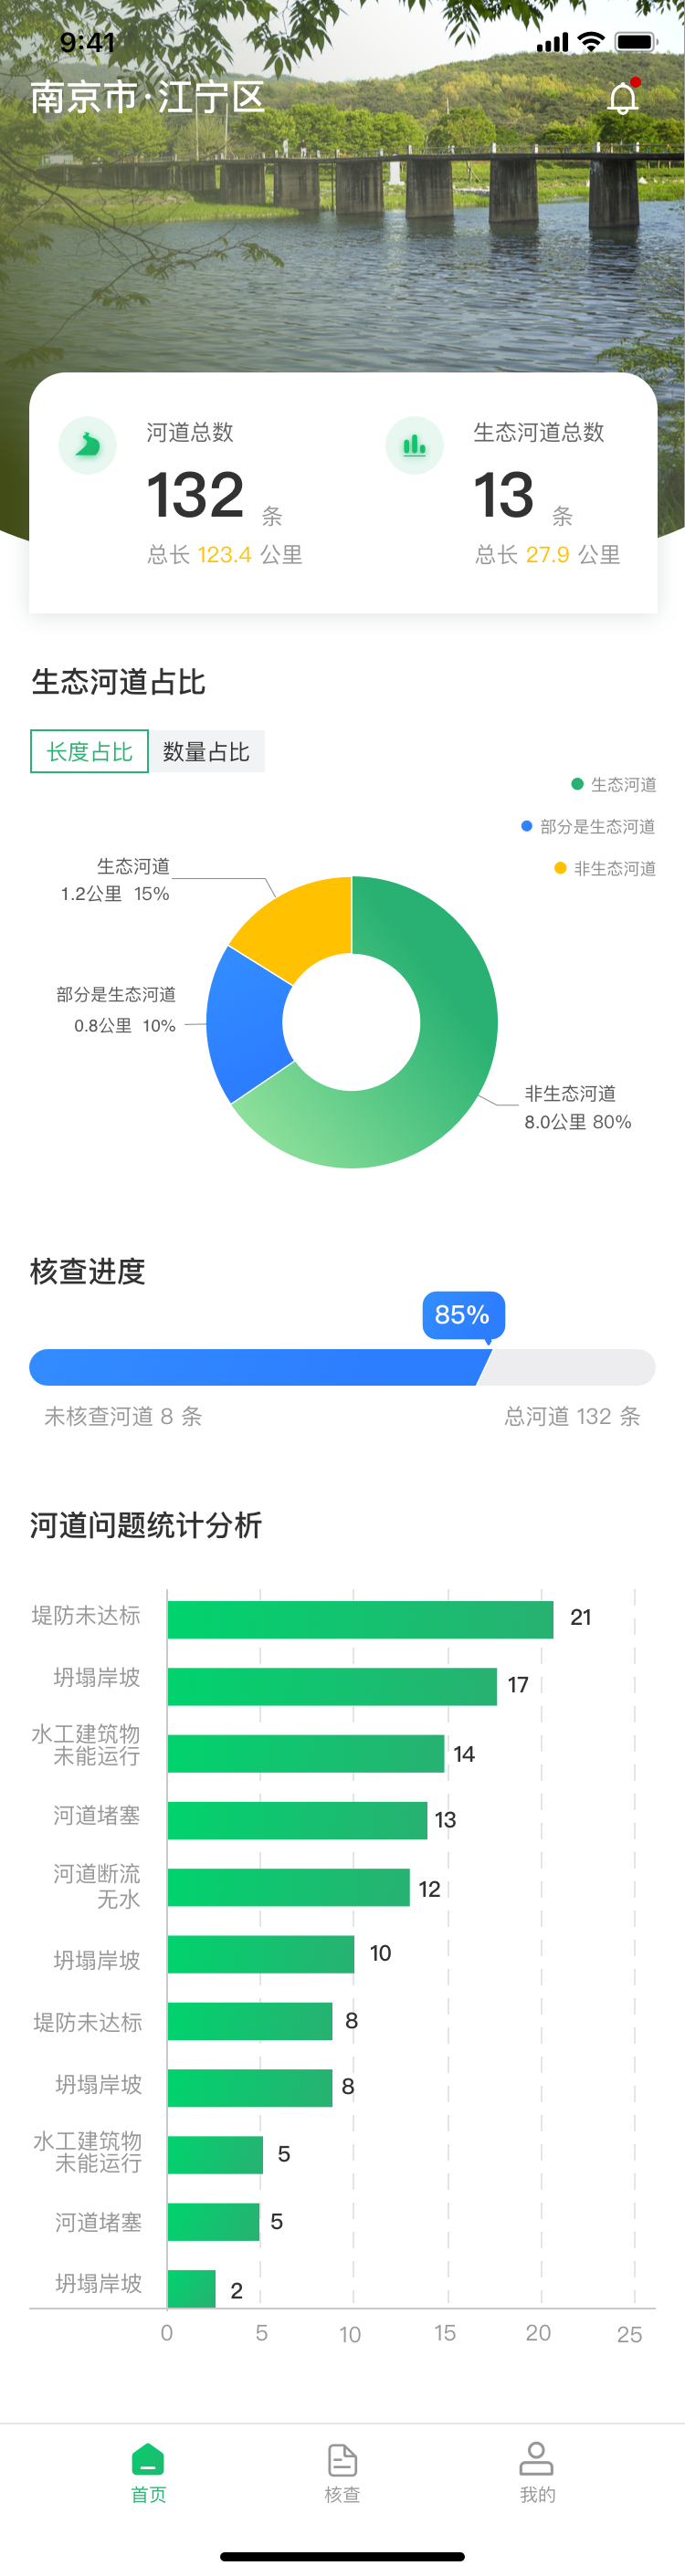 9:41
南京市·江宁区
河道总数
132 条
总长 123.4 公里
生态河道总数
13 条
总长 27.9 公里
生态河道占比
长度占比 数量占比
生态河道
部分是生态河道
非生态河道
生态河道
1.2公里 15%
部分是生态河道
0.8公里 10%
非生态河道
8.0公里 80%
核查进度
85%
未核查河道 8 条 总河道 132 条
河道问题统计分析
堤防未达标 21
坍塌岸坡 17
水工建筑物
未能运行 14
河道堵塞 13
河道断流
无水 12
坍塌岸坡 10
堤防未达标 8
坍塌岸坡 8
水工建筑物
未能运行 5
河道堵塞 5
坍塌岸坡 2
0 5 10 15 20 25
首页 核查 我的